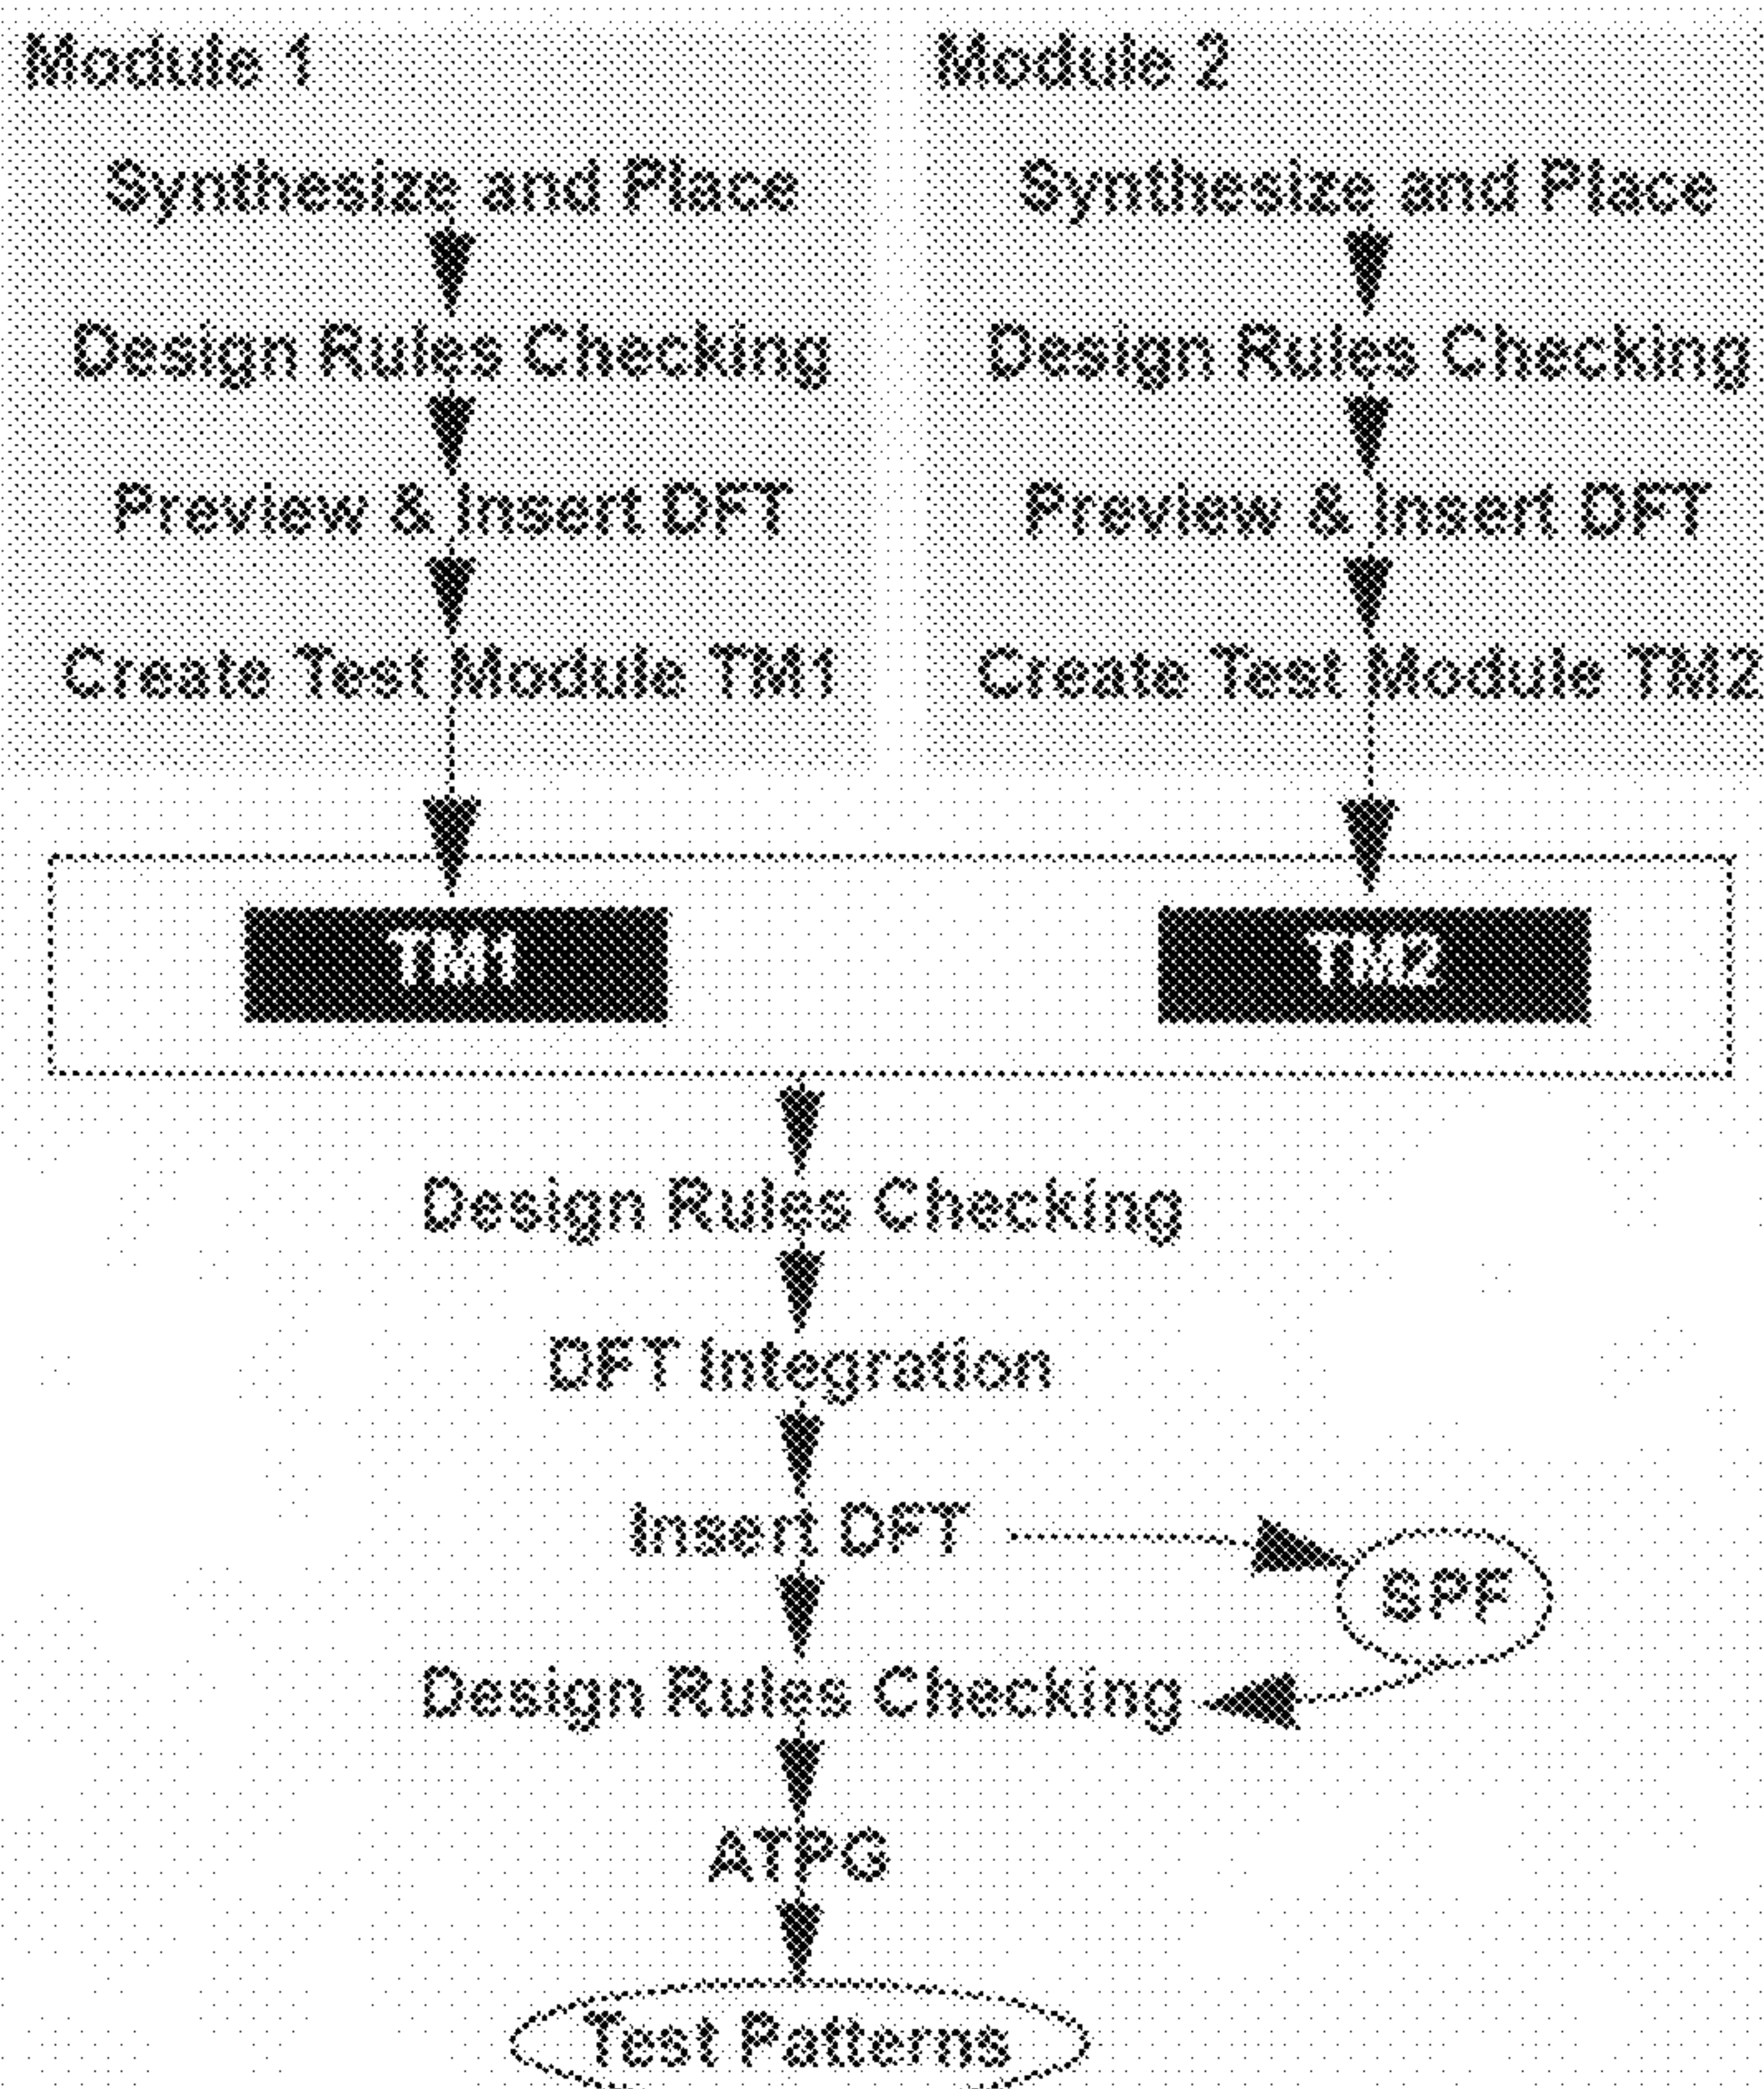 Module 1
Synthesize and Place
Design Rules Checking
Preview & Insert DFT
Create Test Module TM1
Module 2
Synthesize and Place
Design Rules Checking
Preview & Insert DFT
Create Test Module TM2
TM1
TM2
Design Rules Checking
DFT Integration
Insert DFT
SPF
Design Rules Checking
ATPG
Test Patterns